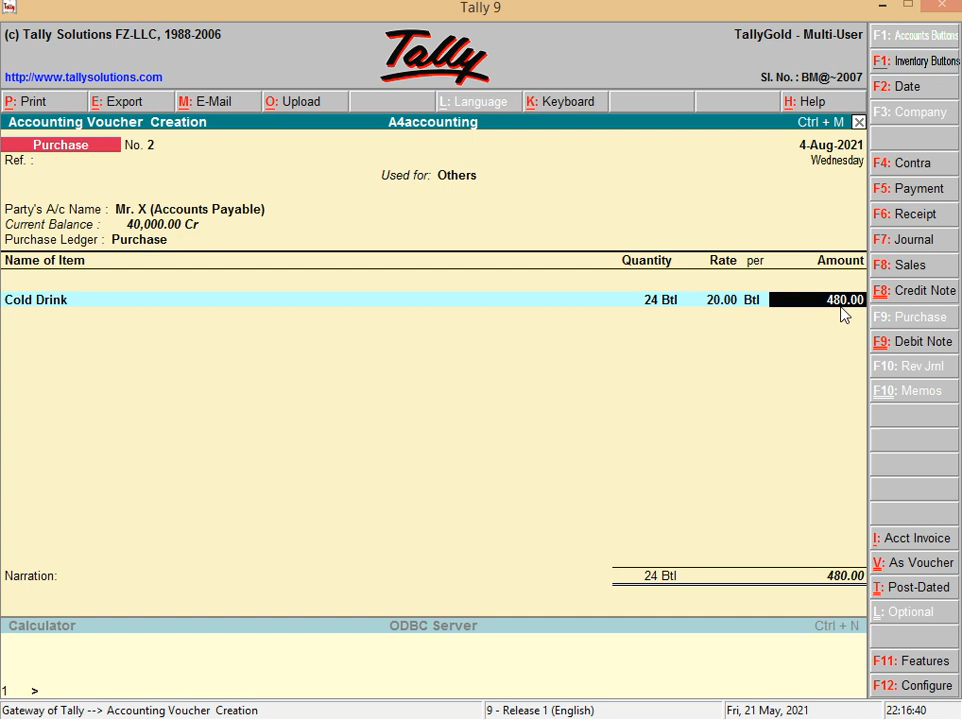 Tally 9
(c) Tally Solutions FZ-LLC, 1988-2006
TallyGold - Multi-User
Tally
http://www.tallysolutions.com
Sl. No. : BM@~2007
P: Print E: Export M: E-Mail O: Upload L: Language K: Keyboard H: Help
Accounting Voucher Creation A4accounting Ctrl + M
Purchase No. 2 4-Aug-2021
Ref. : Wednesday
Used for: Others
Party's A/c Name : Mr. X (Accounts Payable)
Current Balance : 40,000.00 Cr
Purchase Ledger : Purchase
Name of Item Quantity Rate per Amount
Cold Drink 24 Btl 20.00 Btl 480.00
Narration: 24 Btl 480.00
Calculator ODBC Server Ctrl + N
1 >
Gateway of Tally --> Accounting Voucher Creation 9 - Release 1 (English) Fri, 21 May, 2021 22:16:40
F1: Accounts Buttons
F1: Inventory Buttons
F2: Date
F3: Company
F4: Contra
F5: Payment
F6: Receipt
F7: Journal
F8: Sales
F8: Credit Note
F9: Purchase
F9: Debit Note
F10: Rev Jrnl
F10: Memos
I: Acct Invoice
V: As Voucher
T: Post-Dated
L: Optional
F11: Features
F12: Configure